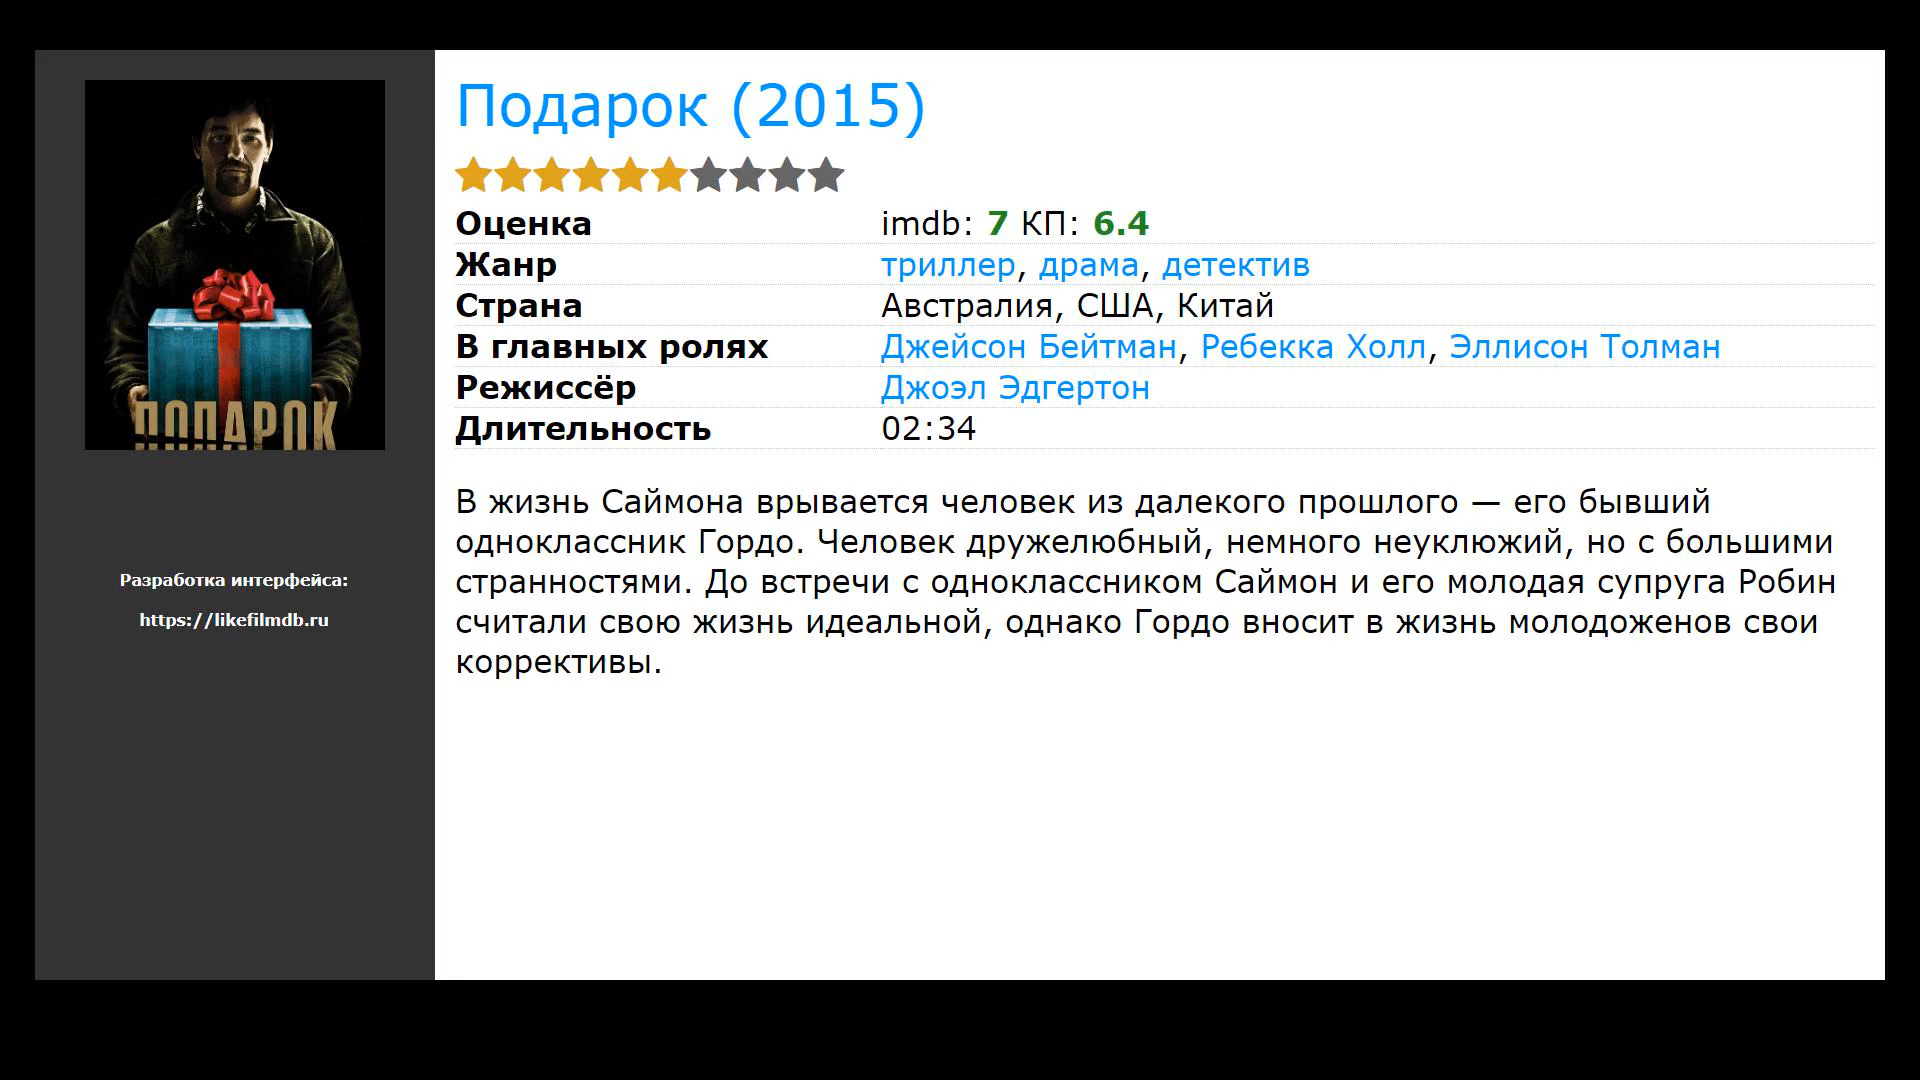 Подарок (2015)
Оценка imdb: 7 КП: 6.4
Жанр триллер, драма, детектив
Страна Австралия, США, Китай
В главных ролях Джейсон Бейтман, Ребекка Холл, Эллисон Толман
Режиссёр Джоэл Эдгертон
Длительность 02:34
В жизнь Саймона врывается человек из далекого прошлого — его бывший
одноклассник Гордо. Человек дружелюбный, немного неуклюжий, но с большими
странностями. До встречи с одноклассником Саймон и его молодая супруга Робин
считали свою жизнь идеальной, однако Гордо вносит в жизнь молодоженов свои
коррективы.
ПОДАРОК
Разработка интерфейса:
https://likefilmdb.ru